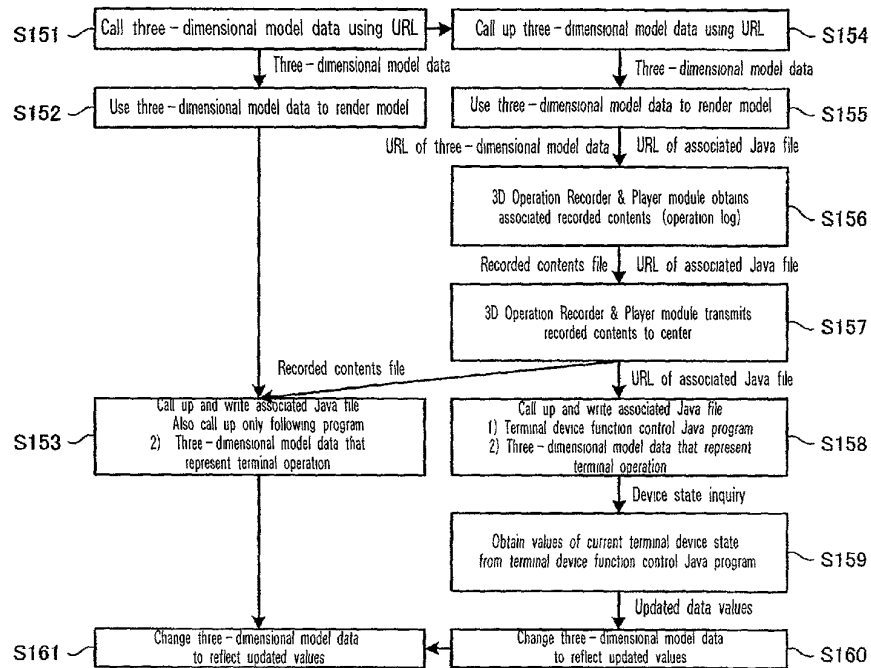 S151
Call three-dimensional model data using URL
Call up three-dimensional model data using URL
S154
Three-dimensional model data
Three-dimensional model data
S152
Use three-dimensional model data to render model
Use three-dimensional model data to render model
S155
URL of three-dimensional model data
URL of associated Java file
3D Operation Recorder & Player module obtains
associated recorded contents (operation log)
S156
Recorded contents file
URL of associated Java file
3D Operation Recorder & Player module transmits
recorded contents to center
S157
Recorded contents file
URL of associated Java file
S153
Call up and write associated Java file
Also call up only following program
2) Three-dimensional model data that
represent terminal operation
Call up and write associated Java file
1) Terminal device function control Java program
2) Three-dimensional model data that represent
terminal operation
S158
Device state inquiry
Obtain values of current terminal device state
from terminal device function control Java program
S159
Updated data values
S161
Change three-dimensional model data
to reflect updated values
Change three-dimensional model data
to reflect updated values
S160